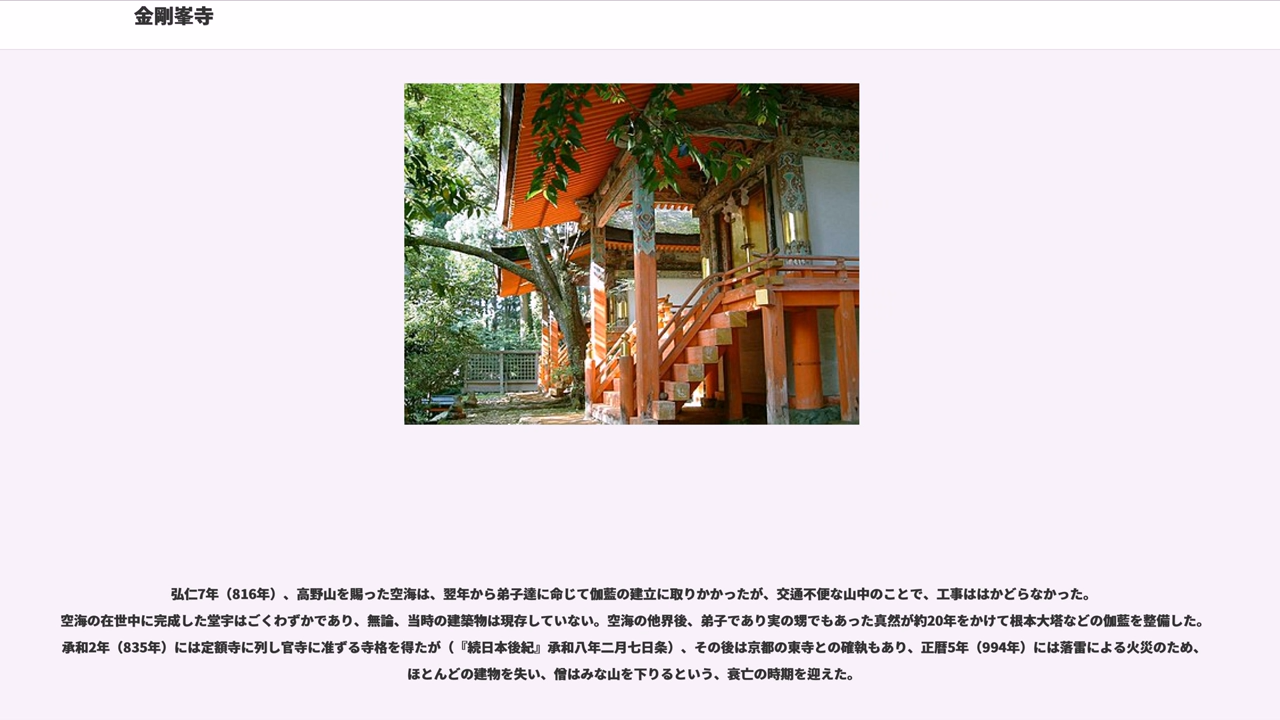 金剛峯寺
弘仁7年（816年）、高野山を賜った空海は、翌年から弟子達に命じて伽藍の建立に取りかかったが、交通不便な山中のことで、工事ははかどらなかった。
空海の在世中に完成した堂宇はごくわずかであり、無論、当時の建築物は現存していない。空海の他界後、弟子であり実の甥でもあった真然が約20年をかけて根本大塔などの伽藍を整備した。
承和2年（835年）には定額寺に列し官寺に准ずる寺格を得たが（『続日本後紀』承和八年二月七日条）、その後は京都の東寺との確執もあり、正暦5年（994年）には落雷による火災のため、
ほとんどの建物を失い、僧はみな山を下りるという、衰亡の時期を迎えた。